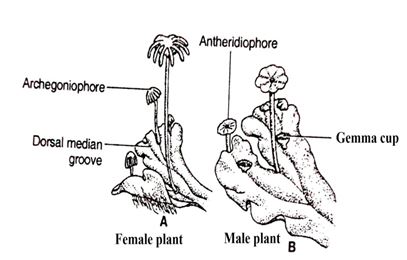 Antheridiophore
Archegoniophore
Gemma cup
Dorsal median
groove
A
Female plant
Male plant
B